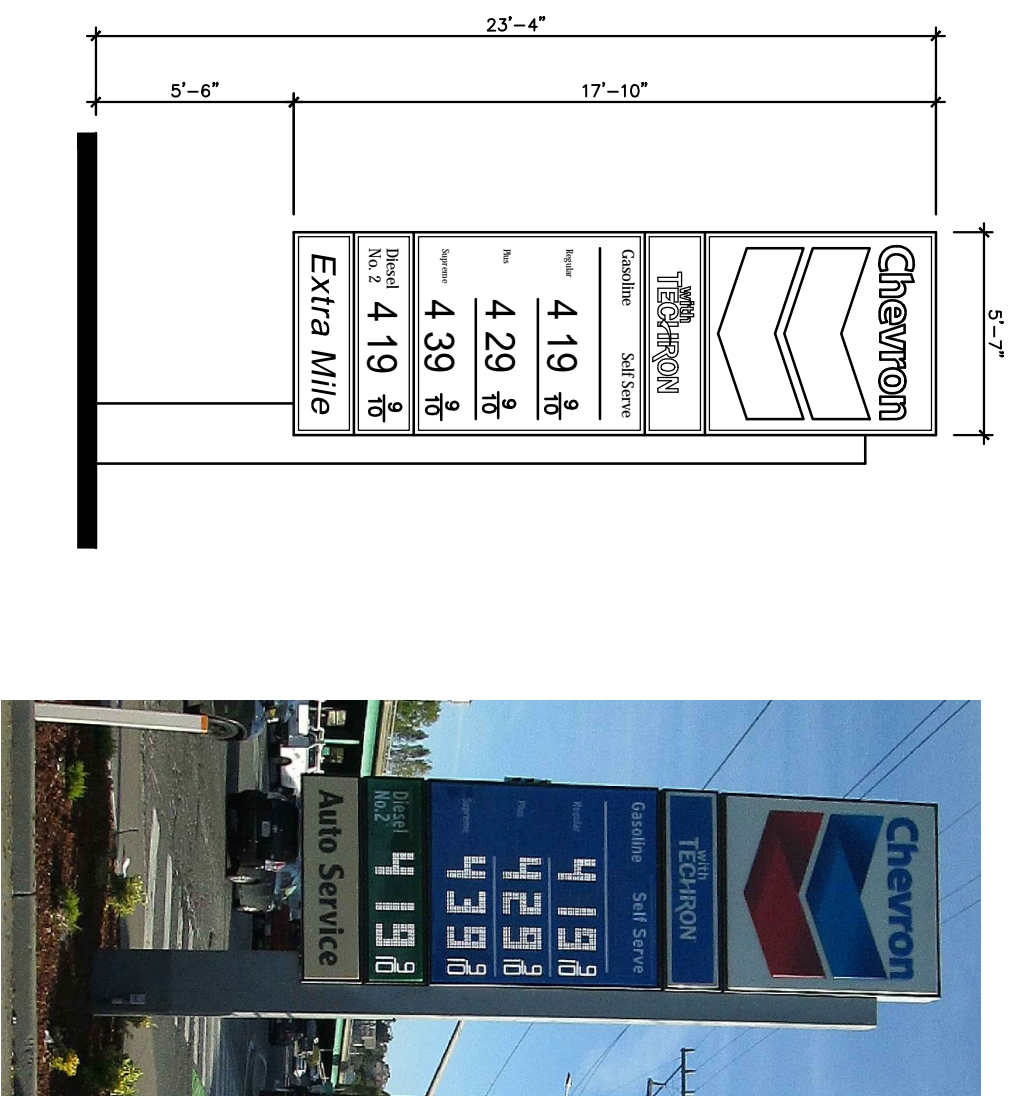 23'-4"
5'-6"
17'-10"
5'-7"
Chevron
with
TECHRON
Gasoline Self Serve
Regular 4 19 9/10
Plus 4 29 9/10
Supreme 4 39 9/10
Diesel
No. 2 4 19 9/10
Extra Mile
Chevron
with
TECHRON
Gasoline Self Serve
Regular 4 19 9/10
Plus 4 29 9/10
Supreme 4 39 9/10
Diesel
No.2 4 19 9/10
Auto Service